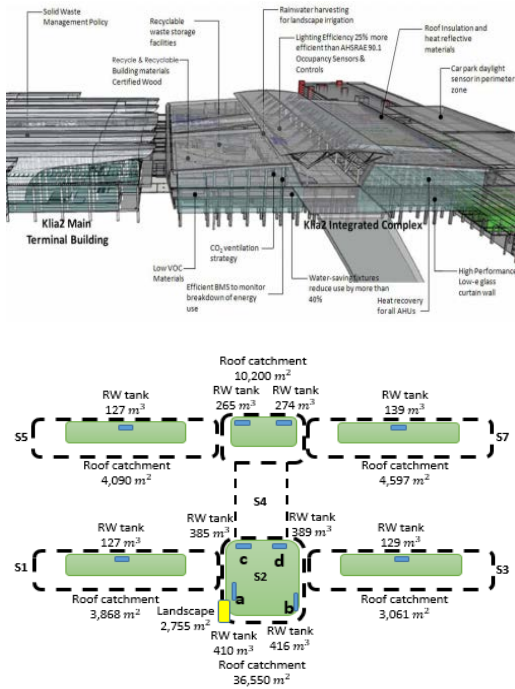 Solid Waste
Management Policy
Recyclable
waste storage
facilities
Rainwater harvesting
for landscape irrigation
Lighting Efficiency 25% more
efficient than AHSRAE 90.1
Occupancy Sensors &
Controls
Roof Insulation and
heat reflective
materials
Car park daylight
sensor in perimeter
zone
Recycle & Recyclable
Building materials
Certified Wood
Klia2 Main
Terminal Building
CO2 ventilation
strategy
Klia2 Integrated Complex
Low VOC
Materials
Efficient BMS to monitor
breakdown of energy
use
Water-saving fixtures
reduce use by more than
40%
Heat recovery
for all AHUs
High Performance
Low-e glass
curtain wall
Roof catchment
10,200 m²
RW tank
127 m³
RW tank
265 m³
RW tank
274 m³
RW tank
139 m³
S5
S7
Roof catchment
4,090 m²
Roof catchment
4,597 m²
S4
RW tank
127 m³
RW tank
385 m³
RW tank
389 m³
RW tank
129 m³
c
d
S1
S2
S3
a
b
Roof catchment
3,868 m²
Roof catchment
3,061 m²
Landscape
2,755 m²
RW tank
410 m³
RW tank
416 m³
Roof catchment
36,550 m²